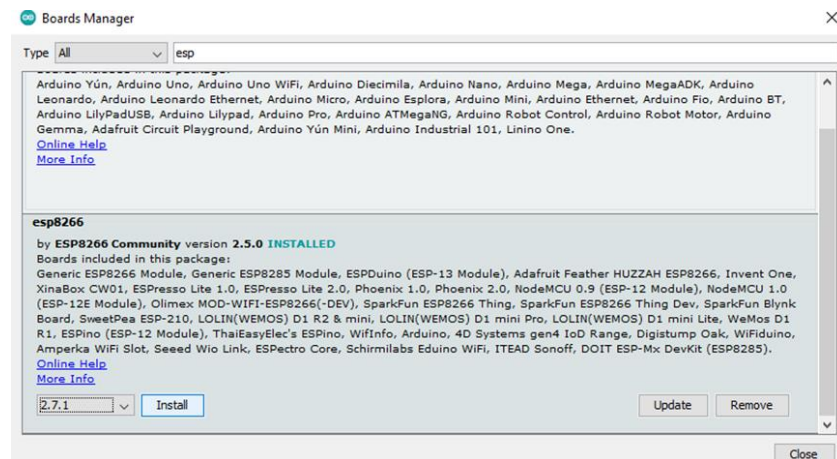 Boards Manager
Type All esp
Boards included in this package:
Arduino Yún, Arduino Uno, Arduino Uno WiFi, Arduino Diecimila, Arduino Nano, Arduino Mega, Arduino MegaADK, Arduino
Leonardo, Arduino Leonardo Ethernet, Arduino Micro, Arduino Esplora, Arduino Mini, Arduino Ethernet, Arduino Fio, Arduino BT,
Arduino LilyPadUSB, Arduino Lilypad, Arduino Pro, Arduino ATMegaNG, Arduino Robot Control, Arduino Robot Motor, Arduino
Gemma, Adafruit Circuit Playground, Arduino Yún Mini, Arduino Industrial 101, Linino One.
Online Help
More Info
esp8266
by ESP8266 Community version 2.5.0 INSTALLED
Boards included in this package:
Generic ESP8266 Module, Generic ESP8285 Module, ESPDuino (ESP-13 Module), Adafruit Feather HUZZAH ESP8266, Invent One,
XinaBox CW01, ESPresso Lite 1.0, ESPresso Lite 2.0, Phoenix 1.0, Phoenix 2.0, NodeMCU 0.9 (ESP-12 Module), NodeMCU 1.0
(ESP-12E Module), Olimex MOD-WIFI-ESP8266(-DEV), SparkFun ESP8266 Thing, SparkFun ESP8266 Thing Dev, SparkFun Blynk
Board, SweetPea ESP-210, LOLIN(WEMOS) D1 R2 & mini, LOLIN(WEMOS) D1 mini Pro, LOLIN(WEMOS) D1 mini Lite, WeMos D1
R1, ESPino (ESP-12 Module), ThaiEasyElec's ESPino, WifInfo, Arduino, 4D Systems gen4 IoD Range, Digistump Oak, WiFiduino,
Amperka WiFi Slot, Seeed Wio Link, ESPectro Core, Schirmilabs Eduino WiFi, ITEAD Sonoff, DOIT ESP-Mx DevKit (ESP8285).
Online Help
More Info
2.7.1 Install Update Remove
Close